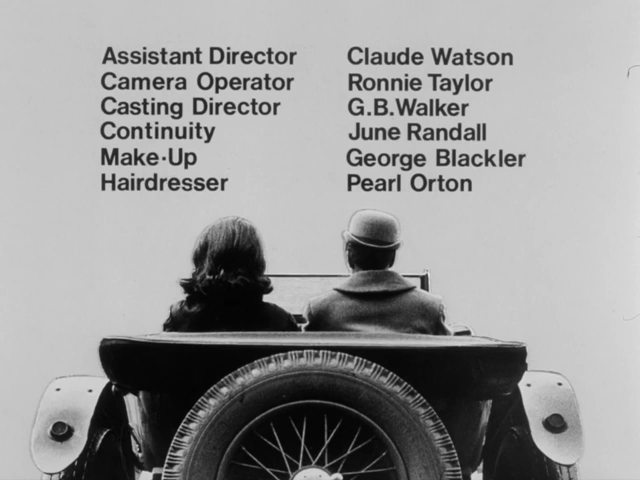 Assistant Director Claude Watson
Camera Operator Ronnie Taylor
Casting Director G.B.Walker
Continuity June Randall
Make-Up George Blackler
Hairdresser Pearl Orton